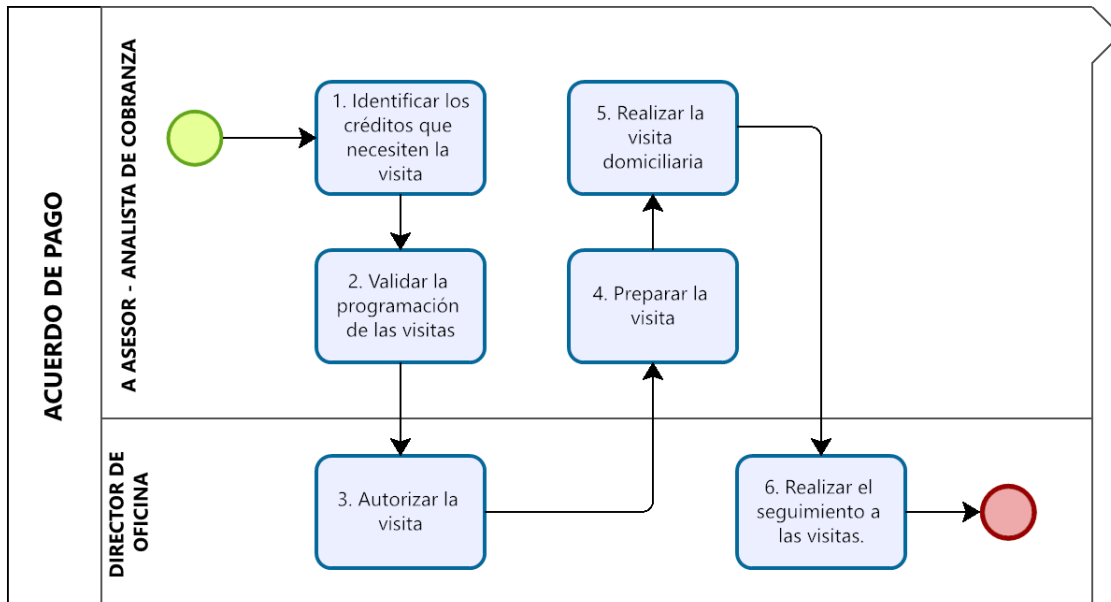 ACUERDO DE PAGO
A ASESOR - ANALISTA DE COBRANZA
1. Identificar los
créditos que
necesiten la
visita
2. Validar la
programación
de las visitas
5. Realizar la
visita
domiciliaria
4. Preparar la
visita
DIRECTOR DE
OFICINA
3. Autorizar la
visita
6. Realizar el
seguimiento a
las visitas.